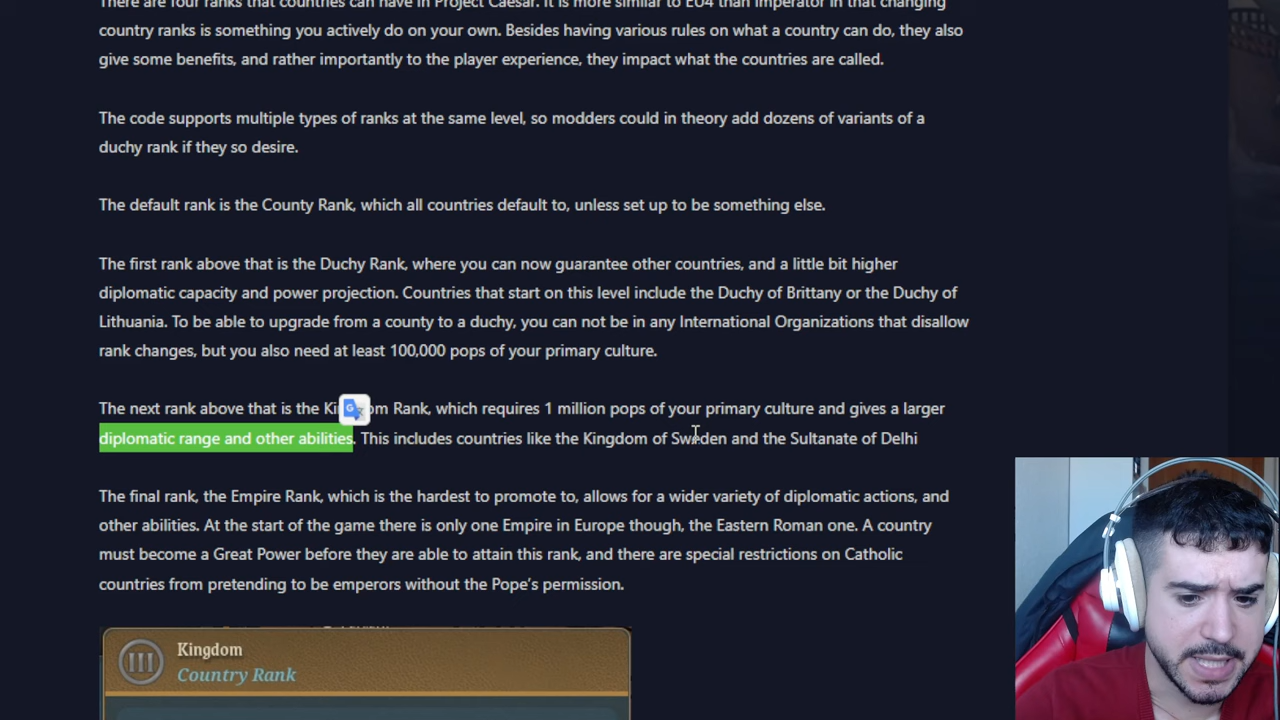 There are four ranks that countries can have in Project Caesar. It is more similar to EU4 than Imperator in that changing
country ranks is something you actively do on your own. Besides having various rules on what a country can do, they also
give some benefits, and rather importantly to the player experience, they impact what the countries are called.
The code supports multiple types of ranks at the same level, so modders could in theory add dozens of variants of a
duchy rank if they so desire.
The default rank is the County Rank, which all countries default to, unless set up to be something else.
The first rank above that is the Duchy Rank, where you can now guarantee other countries, and a little bit higher
diplomatic capacity and power projection. Countries that start on this level include the Duchy of Brittany or the Duchy of
Lithuania. To be able to upgrade from a county to a duchy, you can not be in any International Organizations that disallow
rank changes, but you also need at least 100,000 pops of your primary culture.
The next rank above that is the Kingdom Rank, which requires 1 million pops of your primary culture and gives a larger
diplomatic range and other abilities. This includes countries like the Kingdom of Sweden and the Sultanate of Delhi
The final rank, the Empire Rank, which is the hardest to promote to, allows for a wider variety of diplomatic actions, and
other abilities. At the start of the game there is only one Empire in Europe though, the Eastern Roman one. A country
must become a Great Power before they are able to attain this rank, and there are special restrictions on Catholic
countries from pretending to be emperors without the Pope's permission.
III
Kingdom
Country Rank